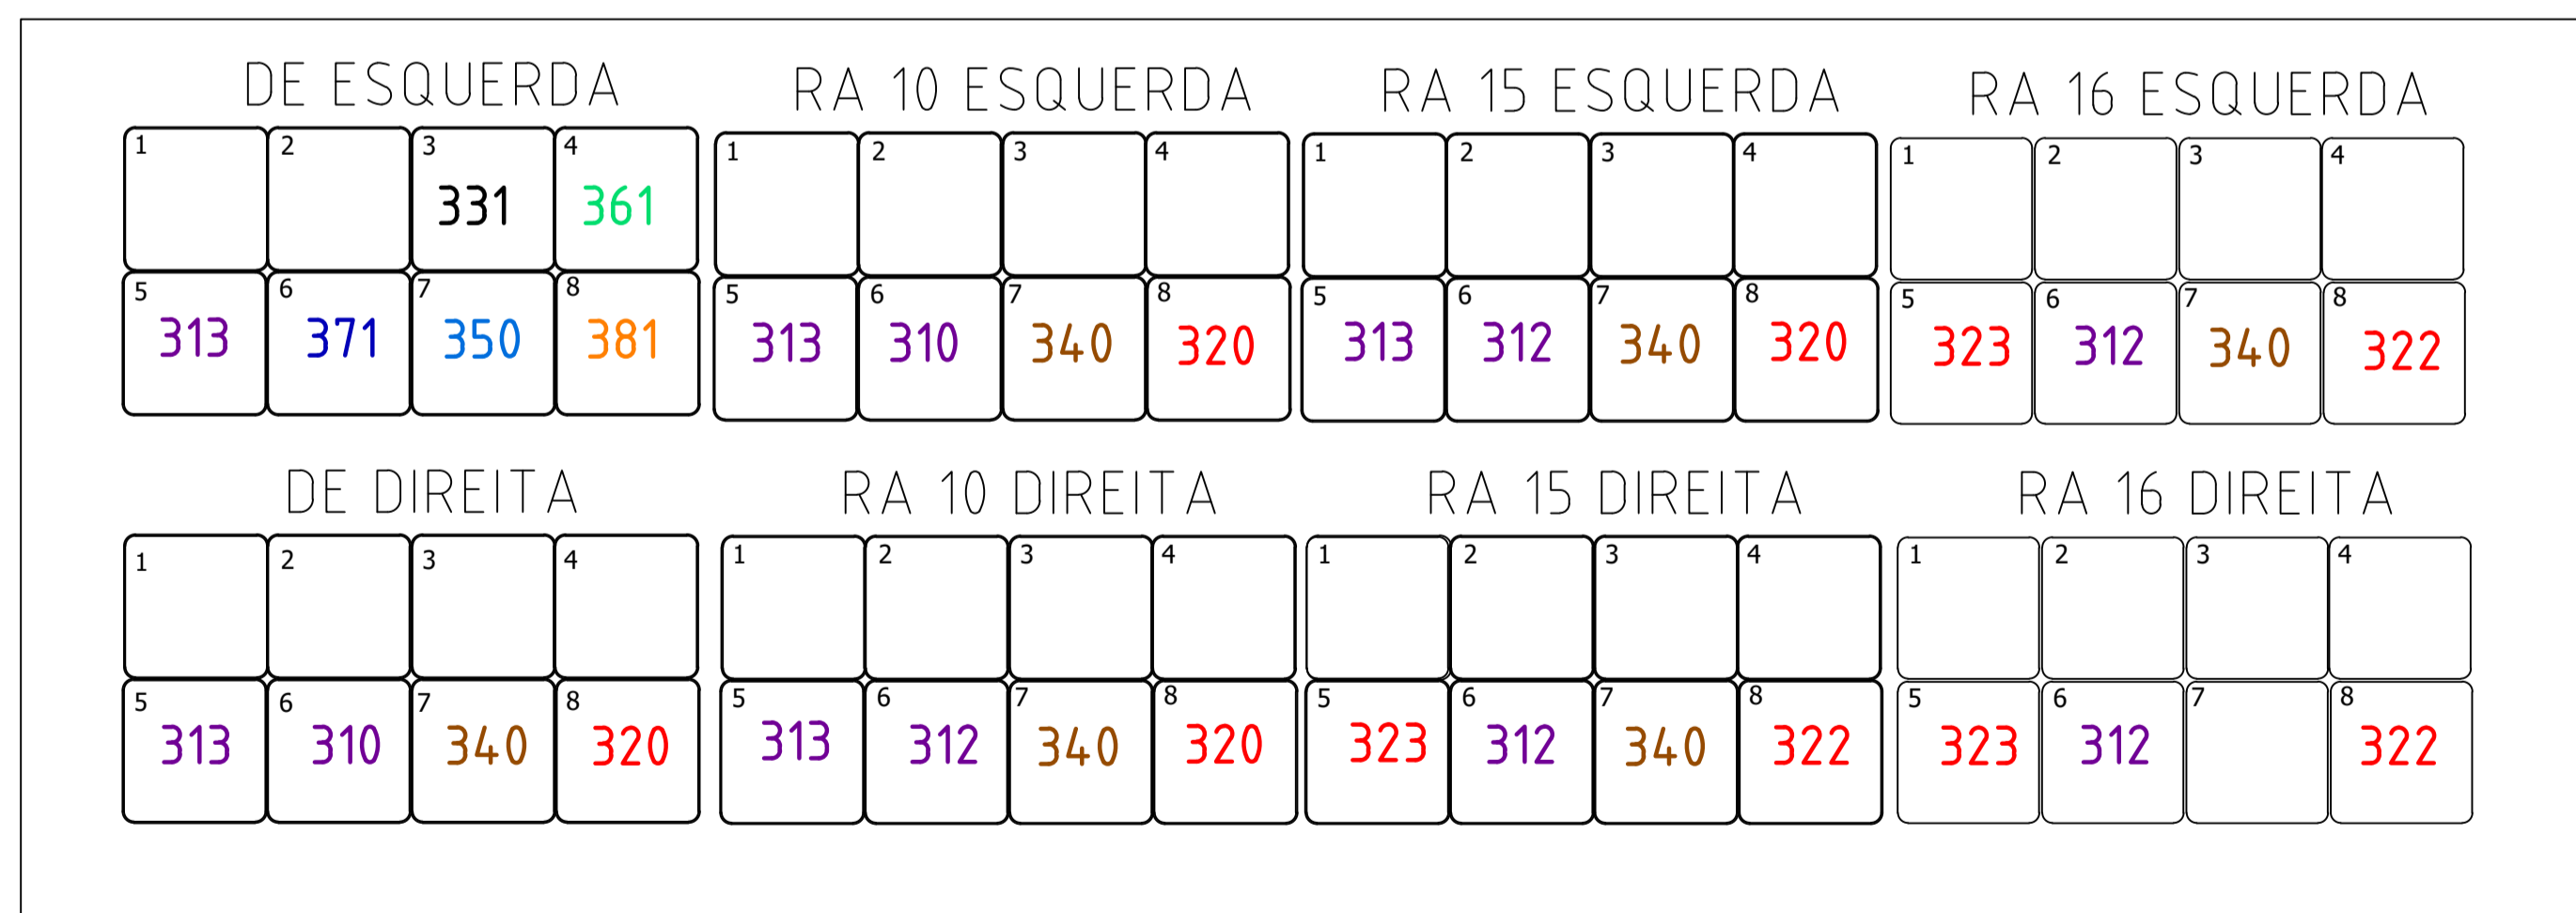 DE ESQUERDA RA 10 ESQUERDA RA 15 ESQUERDA RA 16 ESQUERDA
1 2 3 4 1 2 3 4 1 2 3 4 1 2 3 4
331 361
5 6 7 8 5 6 7 8 5 6 7 8 5 6 7 8
313 371 350 381 313 310 340 320 313 312 340 320 323 312 340 322
DE DIREITA RA 10 DIREITA RA 15 DIREITA RA 16 DIREITA
1 2 3 4 1 2 3 4 1 2 3 4 1 2 3 4
5 6 7 8 5 6 7 8 5 6 7 8 5 6 7 8
313 310 340 320 313 312 340 320 323 312 340 322 323 312 322